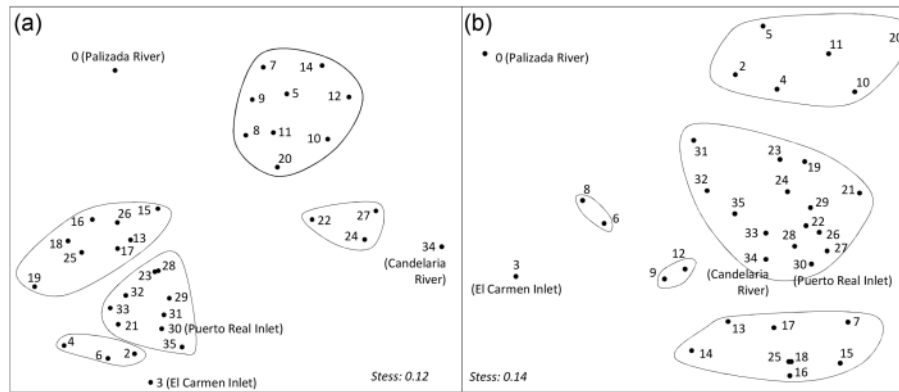 (a)
0 (Palizada River)
7 14
5
9 12
8 11 10
20
16 26 15
18 13
25 17
19
22 27
24
34
(Candelaria
River)
23 28
32 29
33 31
21 30 (Puerto Real Inlet)
35
4
6 2
3 (El Carmen Inlet)
Stess: 0.12
(b)
0 (Palizada River)
5 20
11
2 4 10
31 23 19
32 24 21
35 29
22
33 28 26
34 27
30
(Candelaria
River)
(Puerto Real Inlet)
8
6
12
9
3
(El Carmen Inlet)
13 17 7
14 25 18 15
16
Stess: 0.14